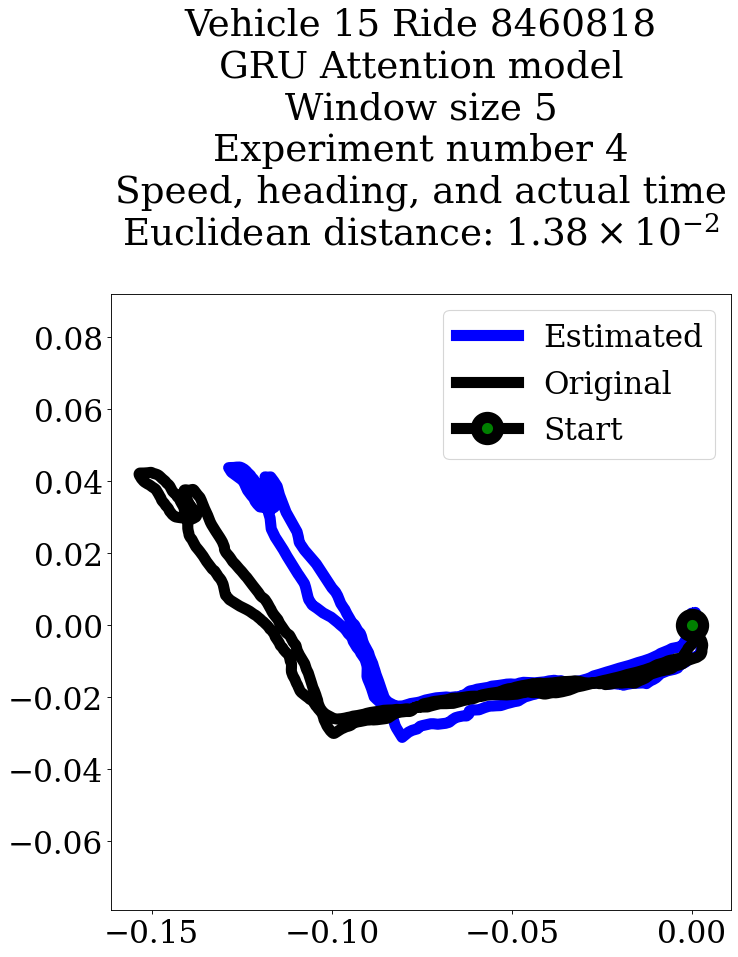 Vehicle 15 Ride 8460818
GRU Attention model
Window size 5
Experiment number 4
Speed, heading, and actual time
Euclidean distance: 1.38 × 10⁻²
Estimated
Original
Start
0.08
0.06
0.04
0.02
0.00
−0.02
−0.04
−0.06
−0.15 −0.10 −0.05 0.00